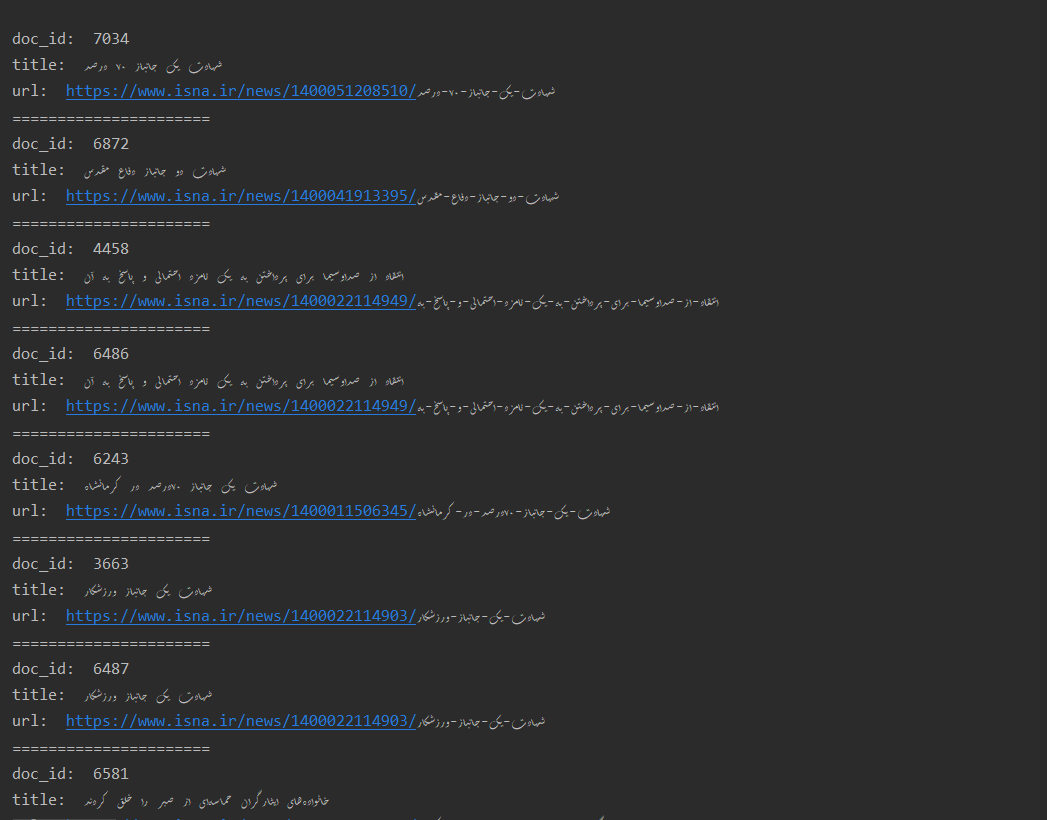 doc_id:  7034
title:  شهادت یک جانباز ۷۰ درصد
url:  https://www.isna.ir/news/1400051208510/شهادت-یک-جانباز-۷۰-درصد
======================
doc_id:  6872
title:  شهادت دو جانباز دفاع مقدس
url:  https://www.isna.ir/news/1400041913395/شهادت-دو-جانباز-دفاع-مقدس
======================
doc_id:  4458
title:  انتقاد از صداوسیما برای پرداختن به یک نامزد احتمالی و پاسخ به آن
url:  https://www.isna.ir/news/1400022114949/انتقاد-از-صداوسیما-برای-پرداختن-به-یک-نامزد-احتمالی-و-پاسخ-به
======================
doc_id:  6486
title:  انتقاد از صداوسیما برای پرداختن به یک نامزد احتمالی و پاسخ به آن
url:  https://www.isna.ir/news/1400022114949/انتقاد-از-صداوسیما-برای-پرداختن-به-یک-نامزد-احتمالی-و-پاسخ-به
======================
doc_id:  6243
title:  شهادت یک جانباز ۷۰درصد در کرمانشاه
url:  https://www.isna.ir/news/1400011506345/شهادت-یک-جانباز-۷۰درصد-در-کرمانشاه
======================
doc_id:  3663
title:  شهادت یک جانباز ورزشکار
url:  https://www.isna.ir/news/1400022114903/شهادت-یک-جانباز-ورزشکار
======================
doc_id:  6487
title:  شهادت یک جانباز ورزشکار
url:  https://www.isna.ir/news/1400022114903/شهادت-یک-جانباز-ورزشکار
======================
doc_id:  6581
title:  خانواده‌های ایثارگران حماسه‌ای از صبر را خلق کردند